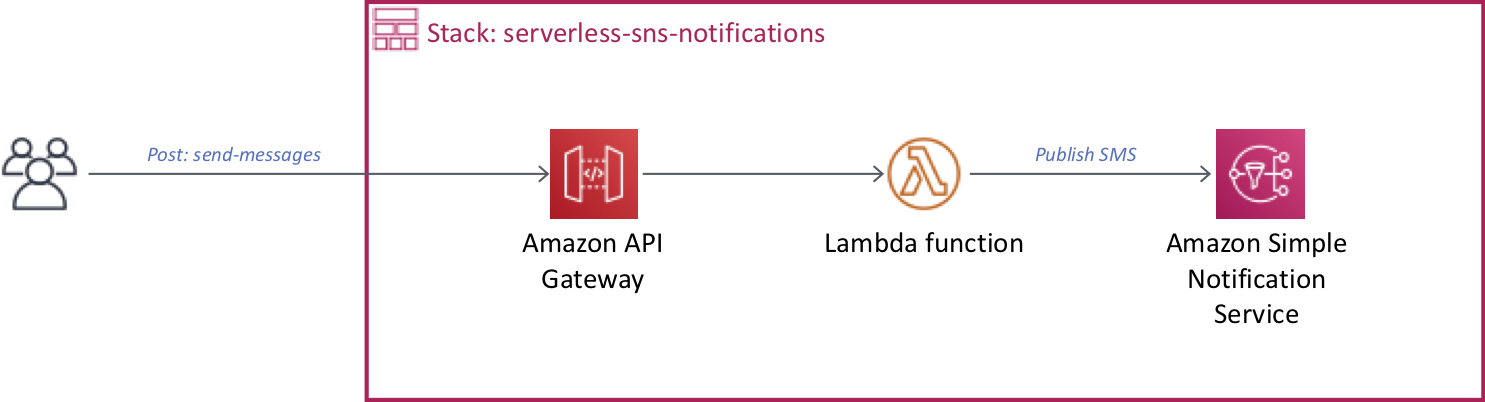 Stack: serverless-sns-notifications
Post: send-messages
Publish SMS
</>
Amazon API
Gateway
Lambda function
Amazon Simple
Notification
Service